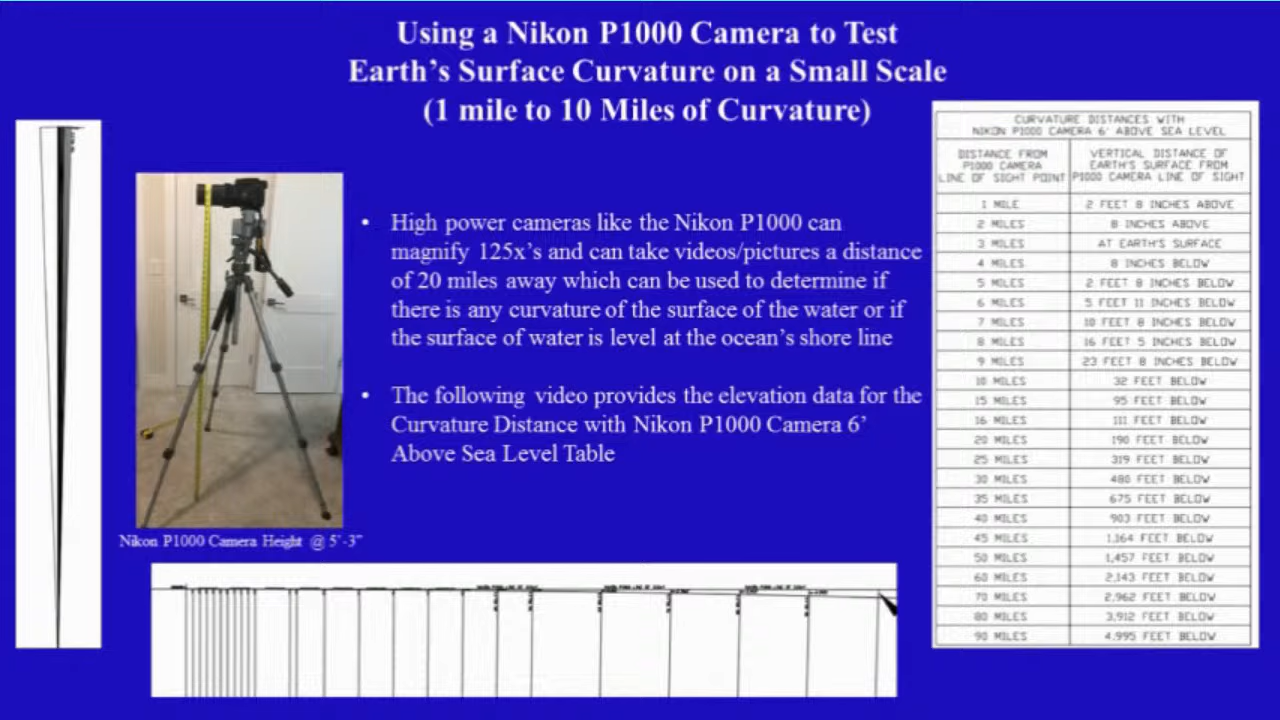 Using a Nikon P1000 Camera to Test
Earth's Surface Curvature on a Small Scale
(1 mile to 10 Miles of Curvature)
• High power cameras like the Nikon P1000 can
magnify 125x's and can take videos/pictures a distance
of 20 miles away which can be used to determine if
there is any curvature of the surface of the water or if
the surface of water is level at the ocean's shore line
• The following video provides the elevation data for the
Curvature Distance with Nikon P1000 Camera 6'
Above Sea Level Table
Nikon P1000 Camera Height @ 5'-3"
CURVATURE DISTANCES WITH
NIKON P1000 CAMERA 6' ABOVE SEA LEVEL
DISTANCE FROM
P1000 CAMERA
LINE OF SIGHT POINT
VERTICAL DISTANCE OF
EARTH'S SURFACE FROM
P1000 CAMERA LINE OF SIGHT
1 MILE 2 FEET 8 INCHES ABOVE
2 MILES 8 INCHES ABOVE
3 MILES AT EARTH'S SURFACE
4 MILES 8 INCHES BELOW
5 MILES 2 FEET 8 INCHES BELOW
6 MILES 5 FEET 11 INCHES BELOW
7 MILES 10 FEET 8 INCHES BELOW
8 MILES 16 FEET 5 INCHES BELOW
9 MILES 23 FEET 8 INCHES BELOW
10 MILES 32 FEET BELOW
15 MILES 95 FEET BELOW
16 MILES 111 FEET BELOW
20 MILES 190 FEET BELOW
25 MILES 319 FEET BELOW
30 MILES 480 FEET BELOW
35 MILES 675 FEET BELOW
40 MILES 903 FEET BELOW
45 MILES 1,164 FEET BELOW
50 MILES 1,457 FEET BELOW
60 MILES 2,143 FEET BELOW
70 MILES 2,962 FEET BELOW
80 MILES 3,912 FEET BELOW
90 MILES 4,995 FEET BELOW